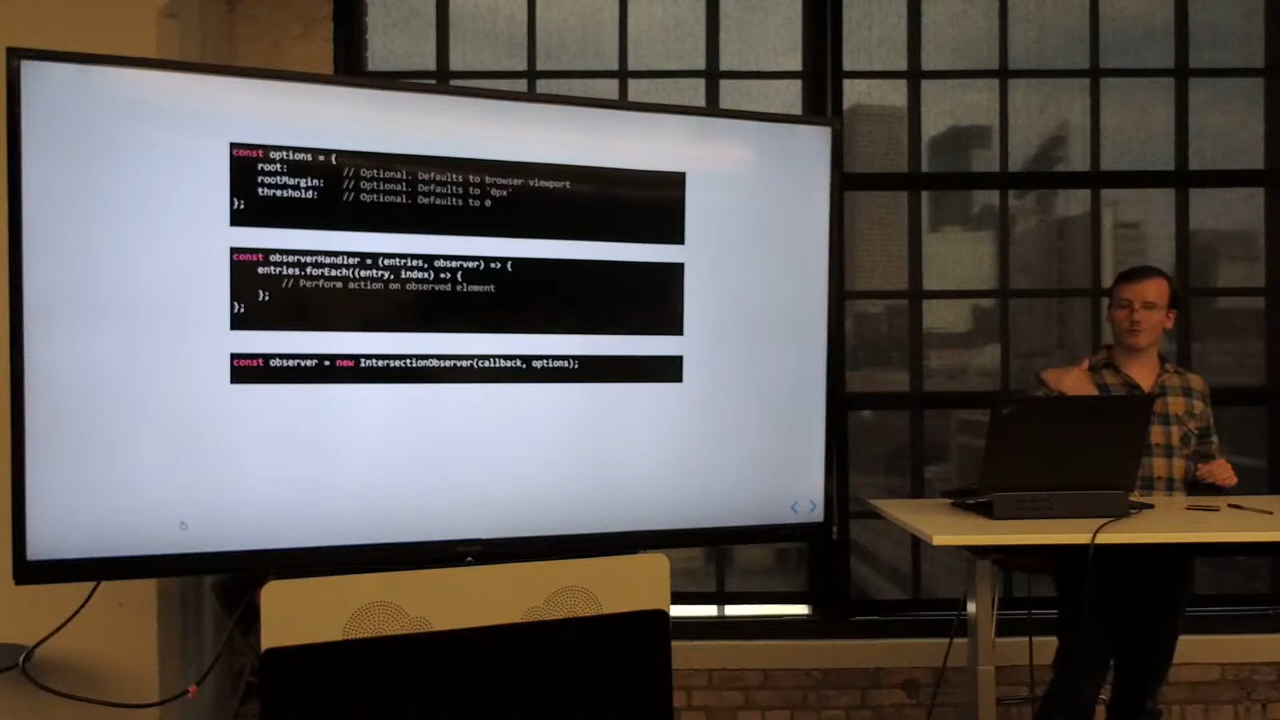 const options = {
root: // Optional. Defaults to browser viewport
rootMargin: // Optional. Defaults to '0px'
threshold: // Optional. Defaults to 0
};
const observerHandler = (entries, observer) => {
entries.forEach((entry, index) => {
// Perform action on observed element
};
};
const observer = new IntersectionObserver(callback, options);